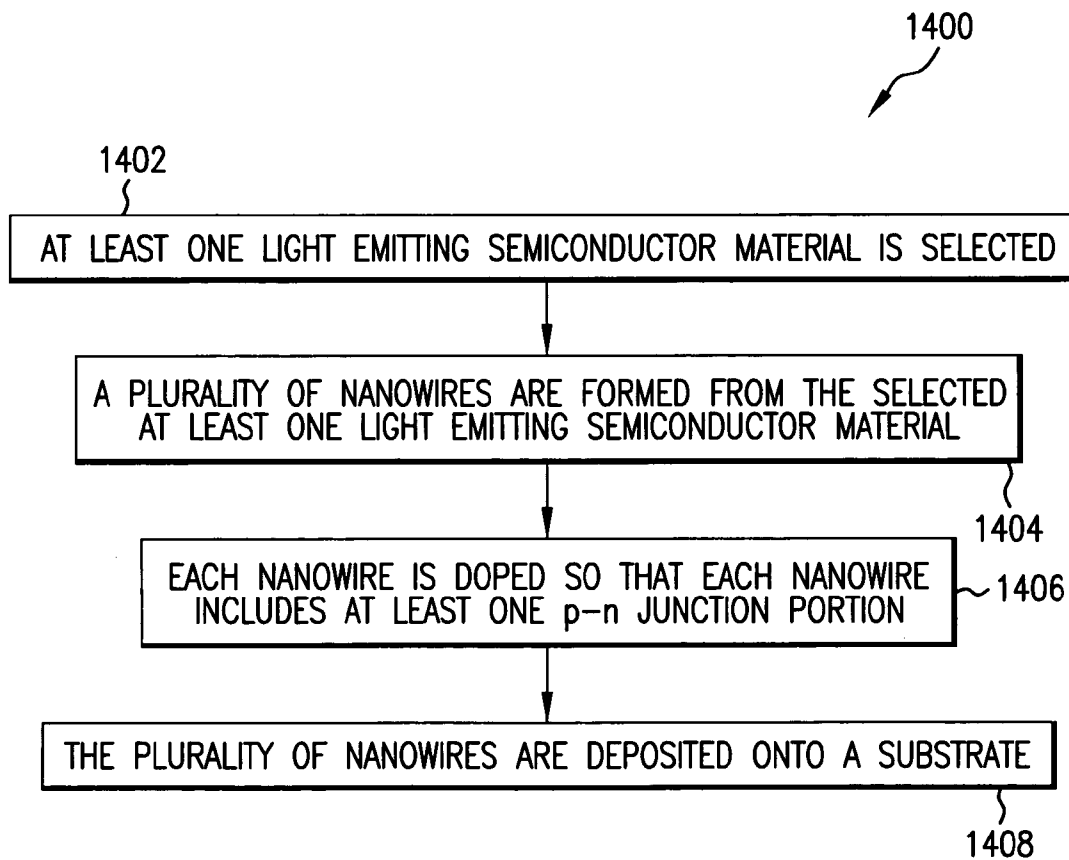 1400
1402
AT LEAST ONE LIGHT EMITTING SEMICONDUCTOR MATERIAL IS SELECTED
A PLURALITY OF NANOWIRES ARE FORMED FROM THE SELECTED
AT LEAST ONE LIGHT EMITTING SEMICONDUCTOR MATERIAL
1404
EACH NANOWIRE IS DOPED SO THAT EACH NANOWIRE
INCLUDES AT LEAST ONE p-n JUNCTION PORTION
1406
THE PLURALITY OF NANOWIRES ARE DEPOSITED ONTO A SUBSTRATE
1408